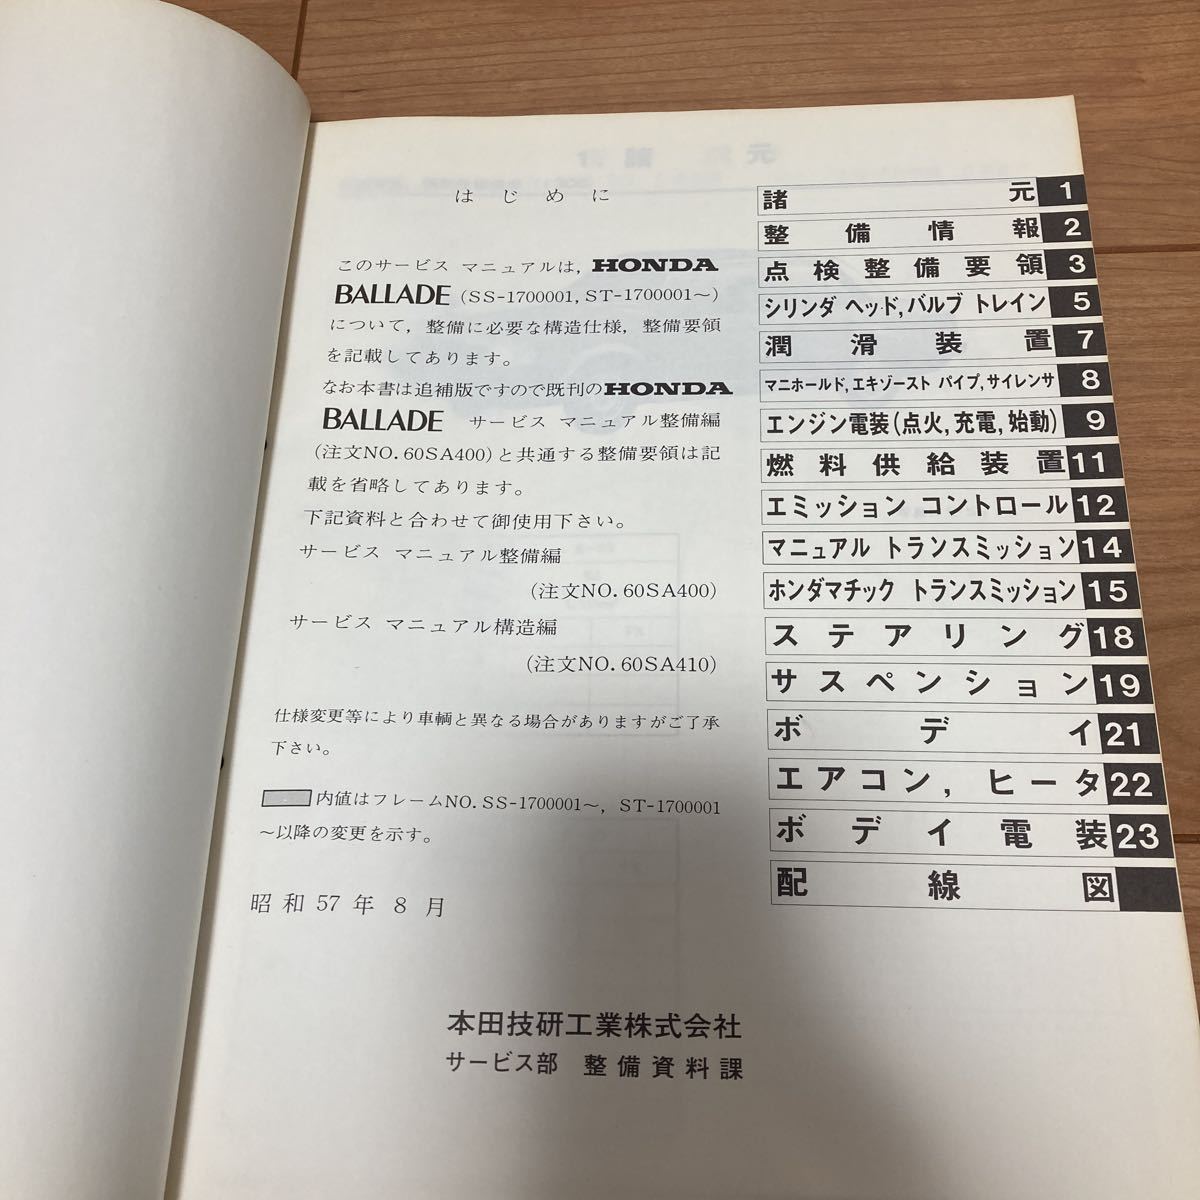 はじめに
このサービス マニュアルは, HONDA
BALLADE (SS-1700001, ST-1700001～)
について, 整備に必要な構造仕様, 整備要領
を記載してあります。
なお本書は追補版ですので既刊のHONDA
BALLADE サービス マニュアル整備編
(注文NO. 60SA400) と共通する整備要領は記
載を省略してあります。
下記資料と合わせて御使用下さい。
サービス マニュアル整備編
(注文NO. 60SA400)
サービス マニュアル構造編
(注文NO. 60SA410)
仕様変更等により車輌と異なる場合がありますがご了承
下さい。
内値はフレームNO. SS-1700001～, ST-1700001
～以降の変更を示す。
昭和57年8月
本田技研工業株式会社
サービス部 整備資料課
諸元 1
整備情報 2
点検整備要領 3
シリンダ ヘッド, バルブ トレイン 5
潤滑装置 7
マニホールド, エキゾースト パイプ, サイレンサ 8
エンジン電装(点火, 充電, 始動) 9
燃料供給装置 11
エミッション コントロール 12
マニュアル トランスミッション 14
ホンダマチック トランスミッション 15
ステアリング 18
サスペンション 19
ボデイ 21
エアコン, ヒータ 22
ボデイ電装 23
配線図